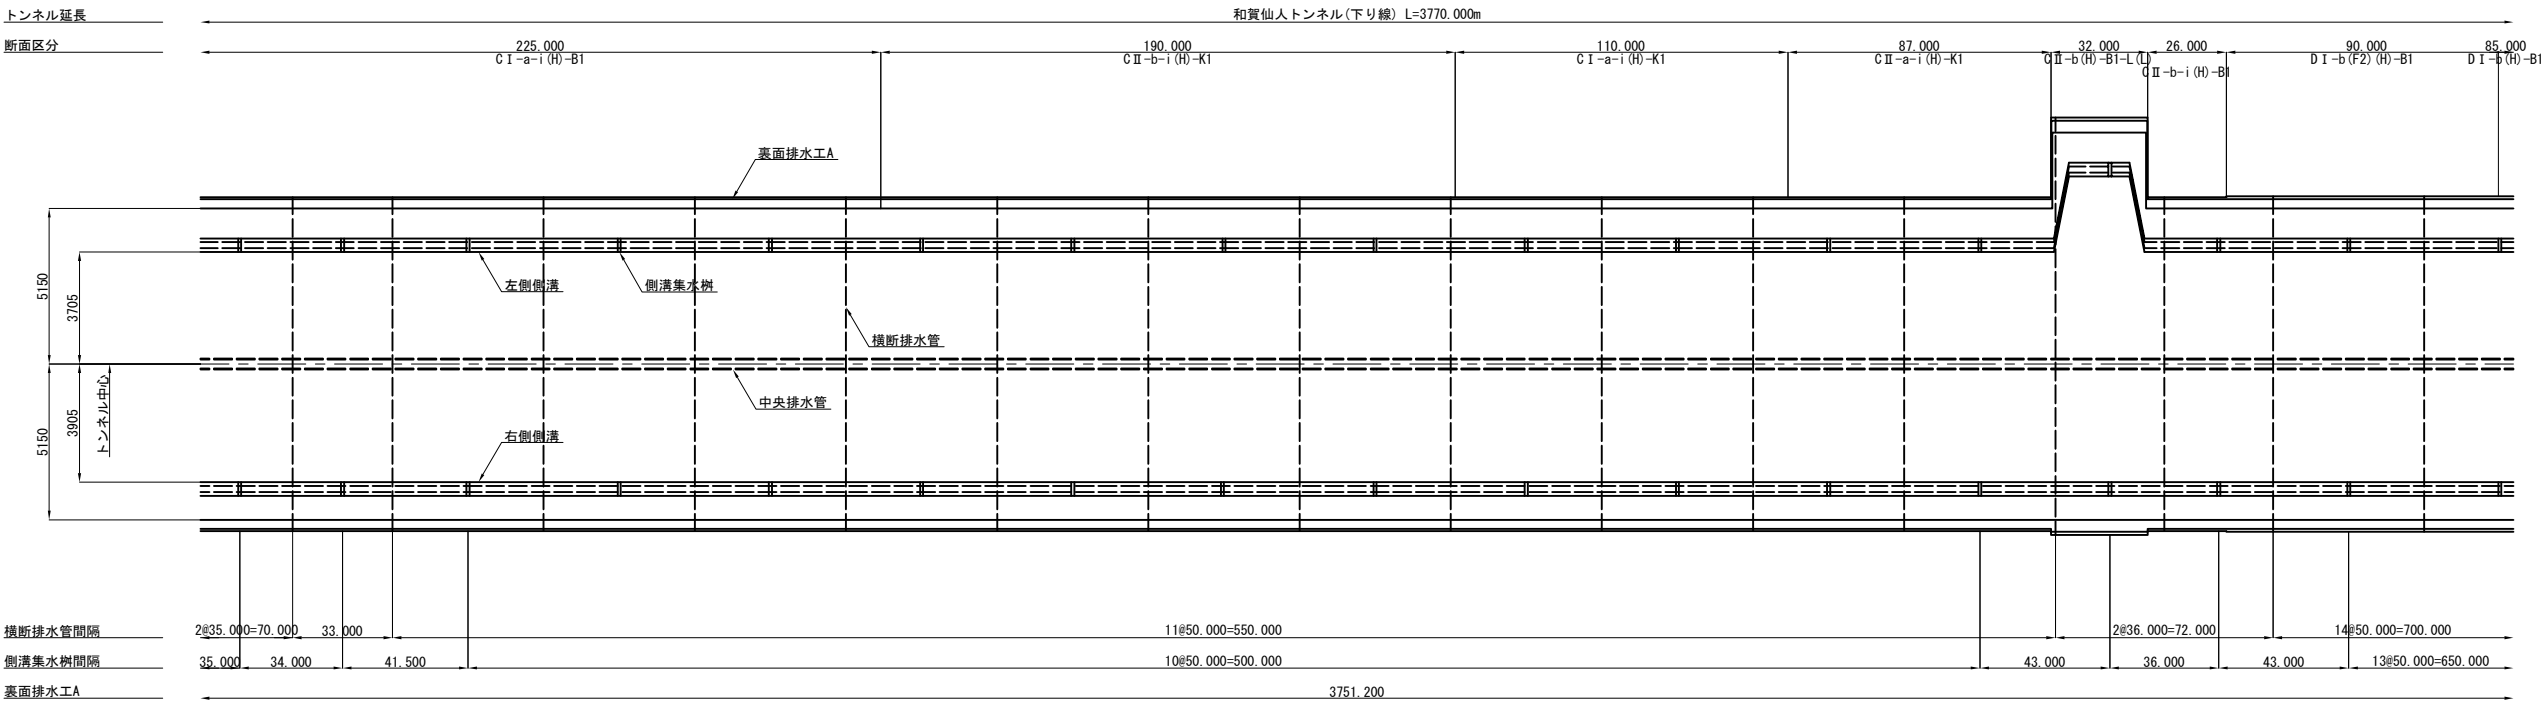 トンネル延長
和賀仙人トンネル(下り線) L=3770.000m
断面区分
225.000
190.000
110.000
87.000
32.000
26.000
90.000
85.000
CⅠ-a-i(H)-B1
CⅡ-b-i(H)-K1
CⅠ-a-i(H)-K1
CⅡ-a-i(H)-K1
CⅡ-b(H)-B1-L(L)
CⅡ-b-i(H)-B1
DⅠ-b(F2)(H)-B1
DⅠ-b(H)-B1
裏面排水工A
左側側溝
側溝集水桝
横断排水管
中央排水管
右側側溝
5150
3705
5150
3905
トンネル中心
横断排水管間隔
2@35.000=70.000
33.000
11@50.000=550.000
2@36.000=72.000
14@50.000=700.000
側溝集水桝間隔
35.000
34.000
41.500
10@50.000=500.000
43.000
36.000
43.000
13@50.000=650.000
裏面排水工A
3751.200